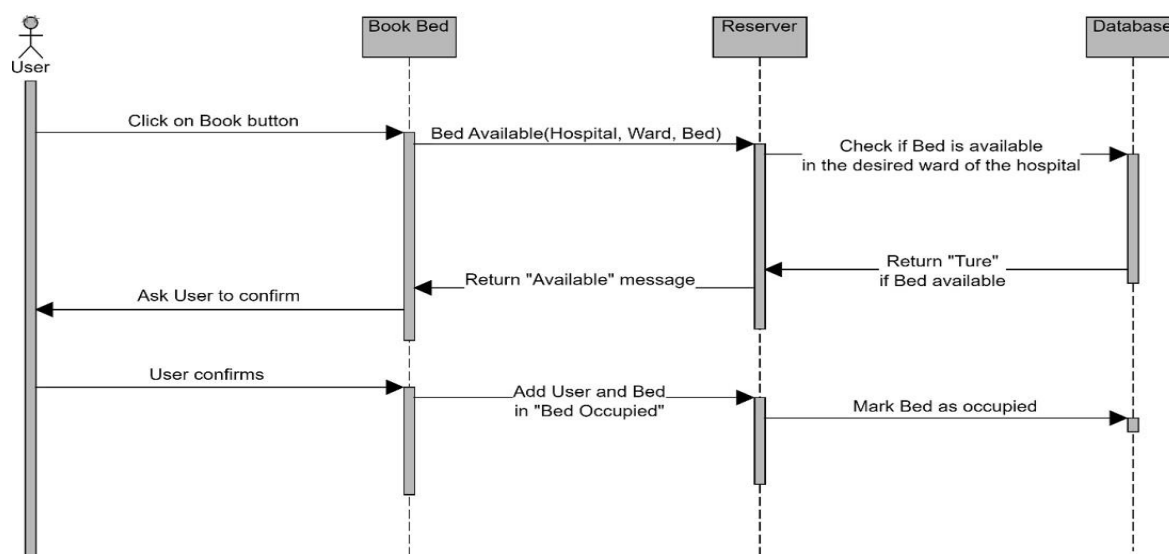 User
Book Bed
Reserver
Database
Click on Book button
Bed Available(Hospital, Ward, Bed)
Check if Bed is available
in the desired ward of the hospital
Return "Ture"
if Bed available
Return "Available" message
Ask User to confirm
User confirms
Add User and Bed
in "Bed Occupied"
Mark Bed as occupied